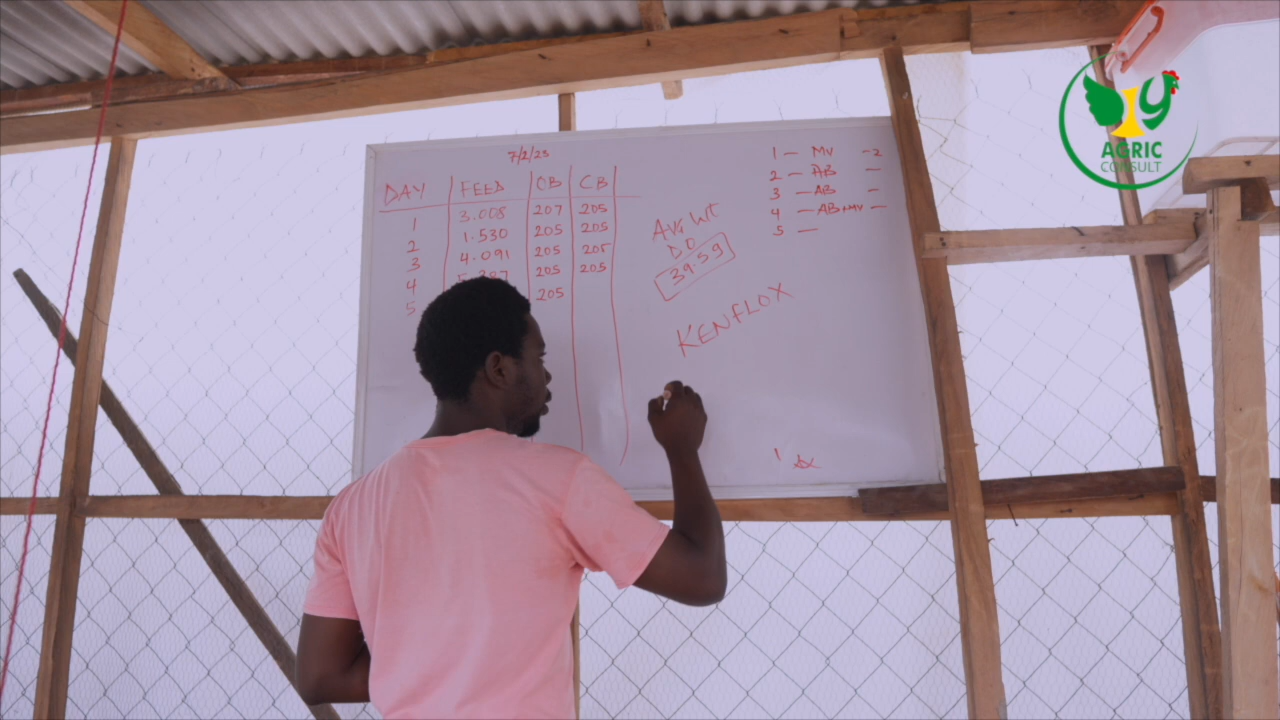 7/2/23
DAY FEED OB CB
1 3.008 207 205
2 1.530 205 205
3 4.091 205 205
4 205 205
5 205
AVG WT
D0
39.59
KENFLOX
1 — MV -2
2 — AB —
3 — AB -
4 — AB+MV —
5 —
1
AGRIC
CONSULT